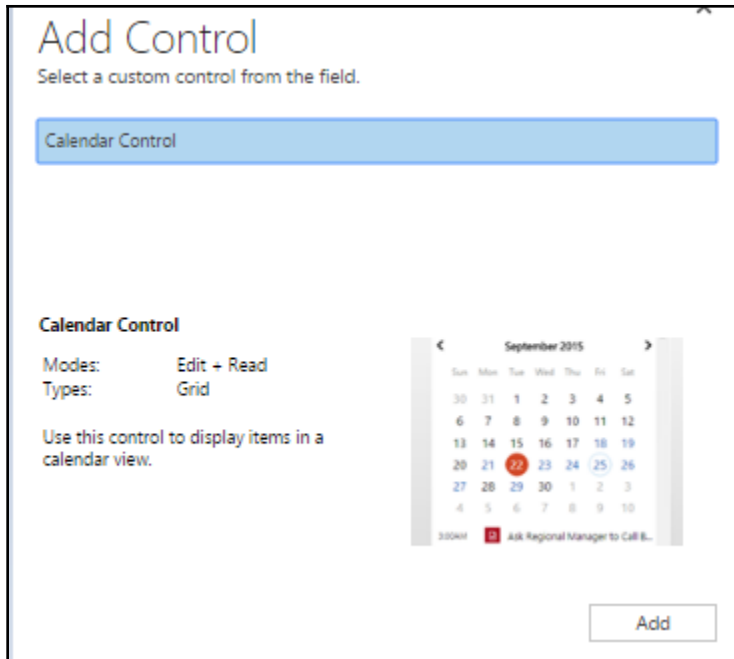 Add Control
Select a custom control from the field.
Calendar Control
Calendar Control
Modes: Edit + Read
Types: Grid
Use this control to display items in a
calendar view.
September 2015
Sun Mon Tue Wed Thu Fri Sat
30 31 1 2 3 4 5
6 7 8 9 10 11 12
13 14 15 16 17 18 19
20 21 22 23 24 25 26
27 28 29 30 1 2 3
4 5 6 7 8 9 10
3:00AM Ask Regional Manager to Call B...
Add